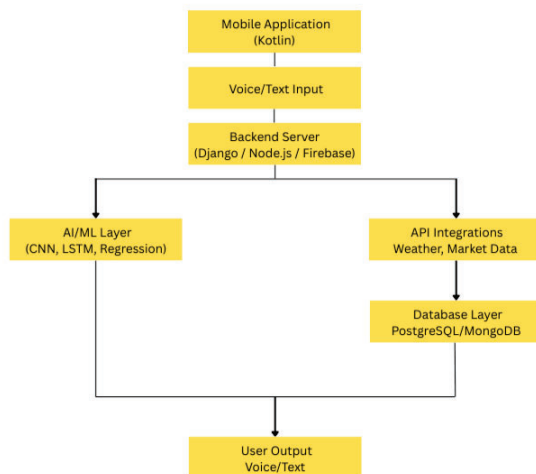 Mobile Application
(Kotlin)
Voice/Text Input
Backend Server
(Django / Node.js / Firebase)
AI/ML Layer
(CNN, LSTM, Regression)
API Integrations
Weather, Market Data
Database Layer
PostgreSQL/MongoDB
User Output
Voice/Text